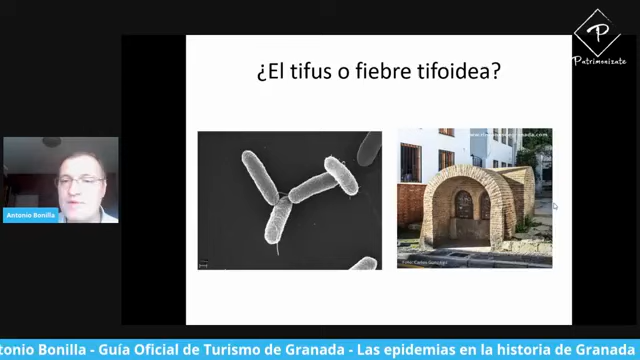 P
Patrimonízate
¿El tifus o fiebre tifoidea?
Antonio Bonilla
tonio Bonilla - Guía Oficial de Turismo de Granada - Las epidemias en la historia de Granada